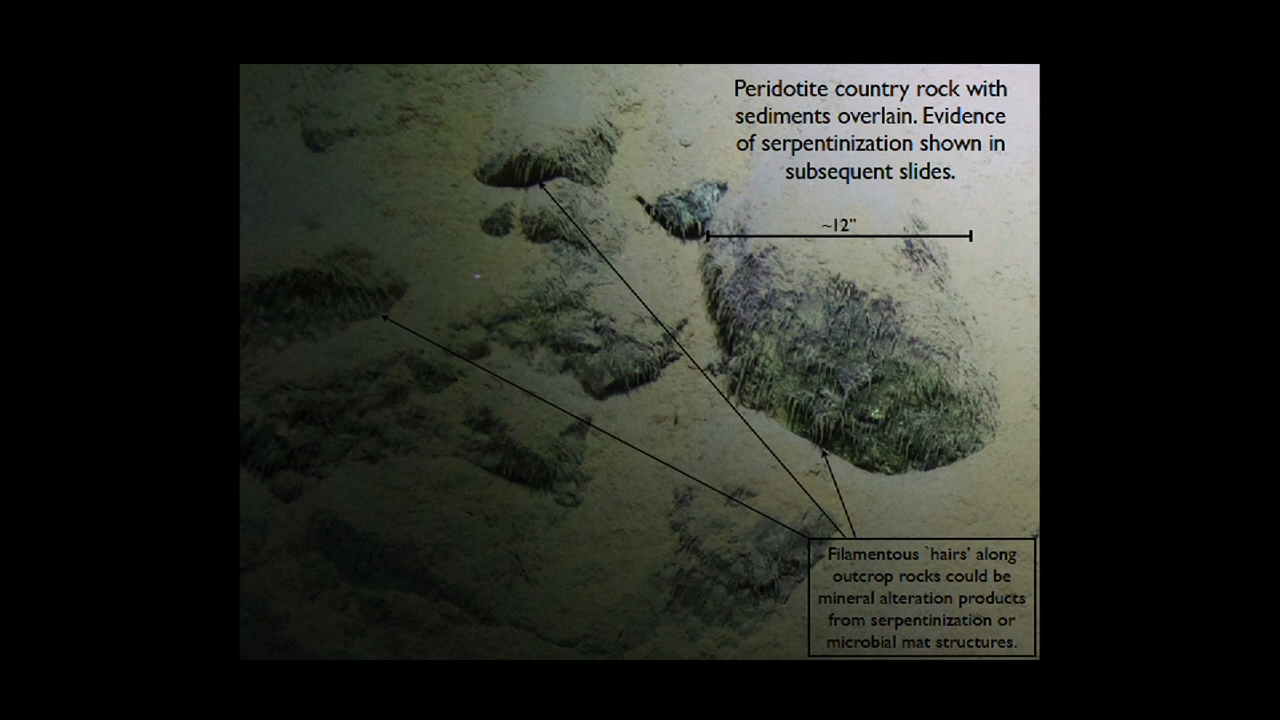 Peridotite country rock with
sediments overlain. Evidence
of serpentinization shown in
subsequent slides.
~12”
Filamentous `hairs’ along
outcrop rocks could be
mineral alteration products
from serpentinization or
microbial mat structures.